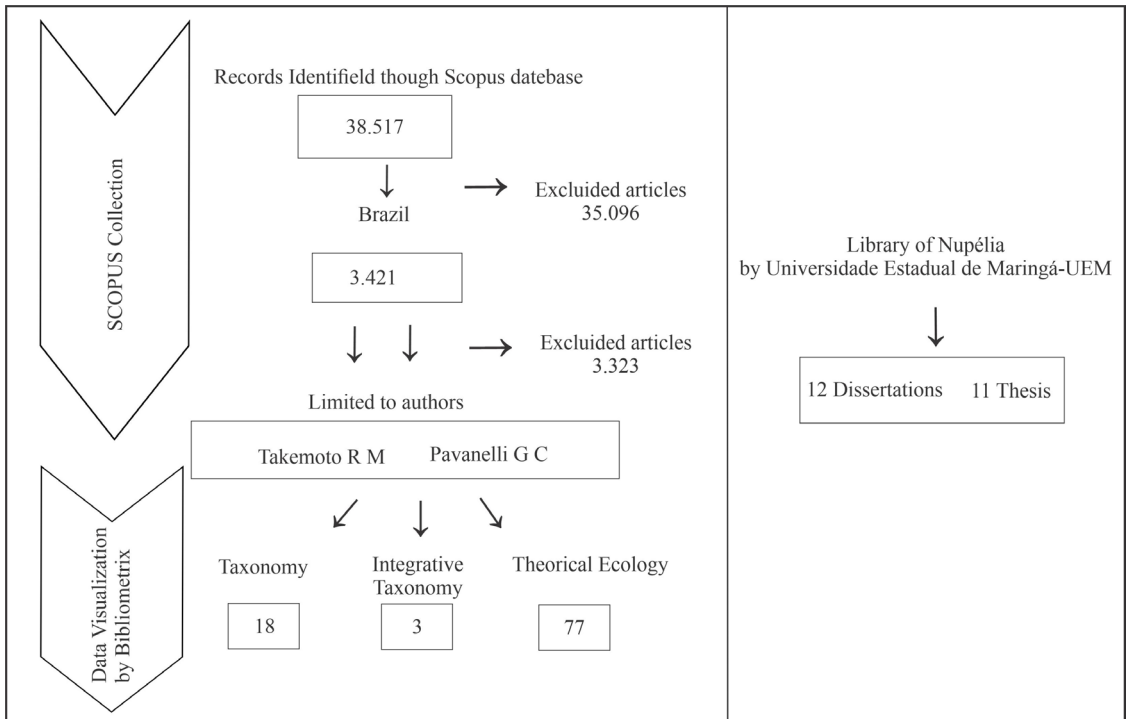 SCOPUS Collection
Records Identifield though Scopus datebase
38.517
Excluided articles
35.096
Brazil
3.421
Excluided articles
3.323
Limited to authors
Takemoto R M Pavanelli G C
Data Visualization
by Bibliometrix
Taxonomy
18
Integrative
Taxonomy
3
Theorical Ecology
77
Library of Nupélia
by Universidade Estadual de Maringá-UEM
12 Dissertations 11 Thesis